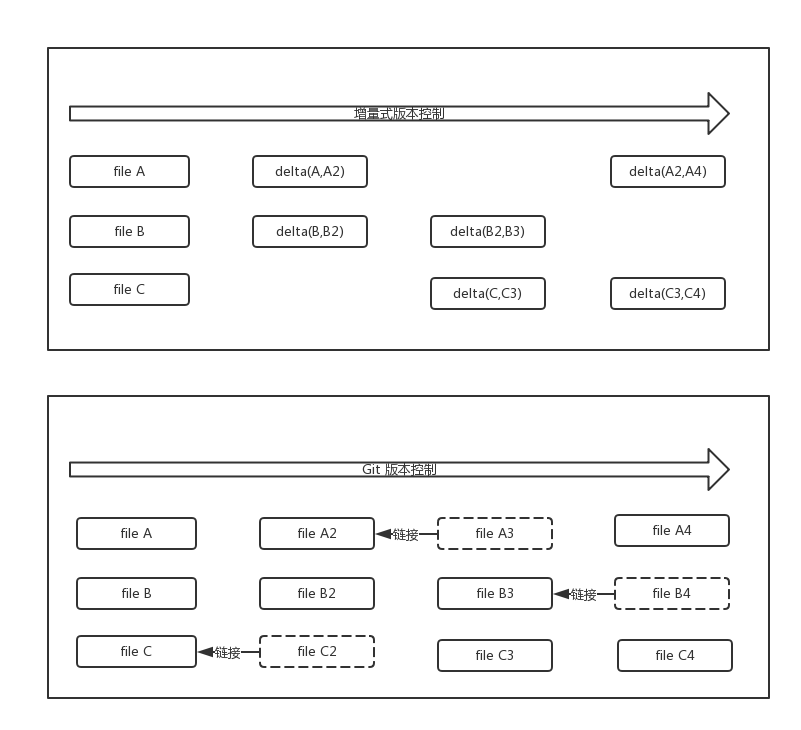 增量式版本控制
file A
delta(A,A2)
delta(A2,A4)
file B
delta(B,B2)
delta(B2,B3)
file C
delta(C,C3)
delta(C3,C4)
Git 版本控制
file A
file A2
链接
file A3
file A4
file B
file B2
file B3
链接
file B4
file C
链接
file C2
file C3
file C4